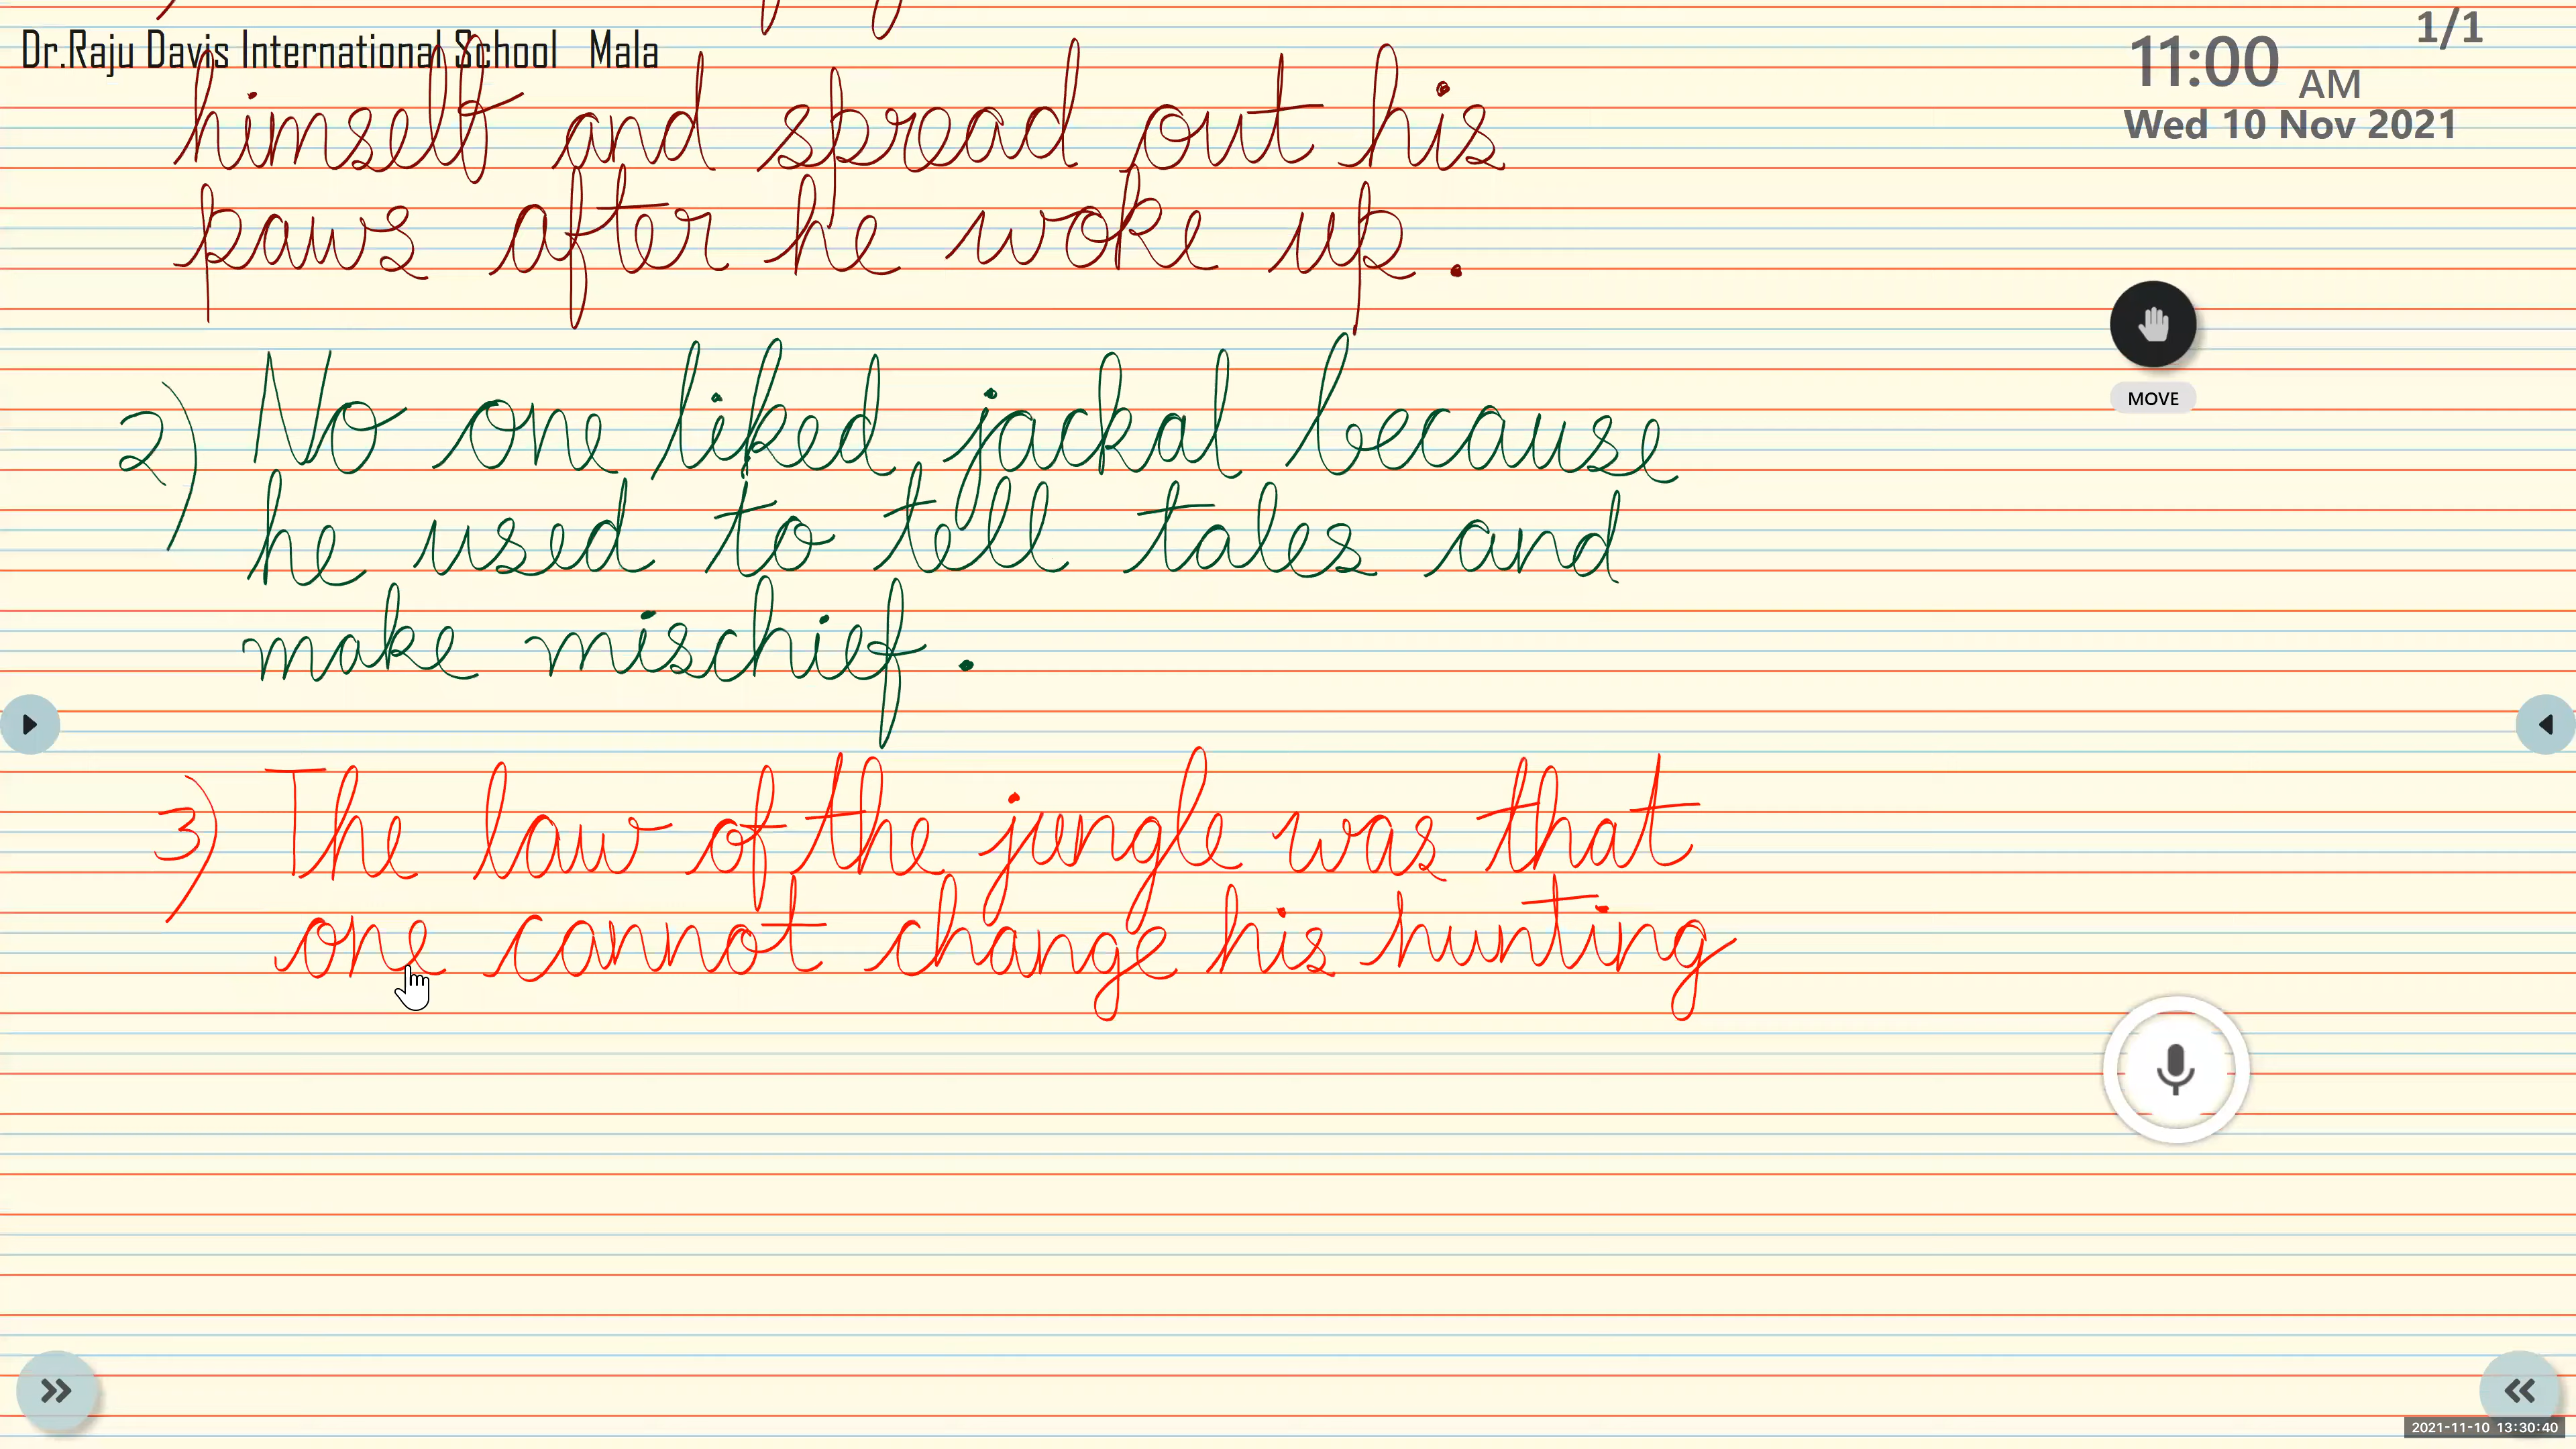 Dr.Raju Davis International School Mala
1/1
11:00 AM
Wed 10 Nov 2021
himself and spread out his
paws after he woke up.
MOVE
2) No one liked jackal because
he used to tell tales and
make mischief.
3) The law of the jungle was that
one cannot change his hunting
2021-11-10 13:30:40